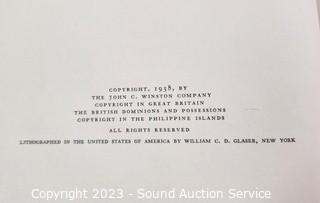 COPYRIGHT, 1938, BY
THE JOHN C. WINSTON COMPANY
COPYRIGHT IN GREAT BRITAIN
THE BRITISH DOMINIONS AND POSSESSIONS
COPYRIGHT IN THE PHILIPPINE ISLANDS
ALL RIGHTS RESERVED
LITHOGRAPHED IN THE UNITED STATES OF AMERICA BY WILLIAM C. D. GLASER, NEW YORK
Copyright 2023 - Sound Auction Service